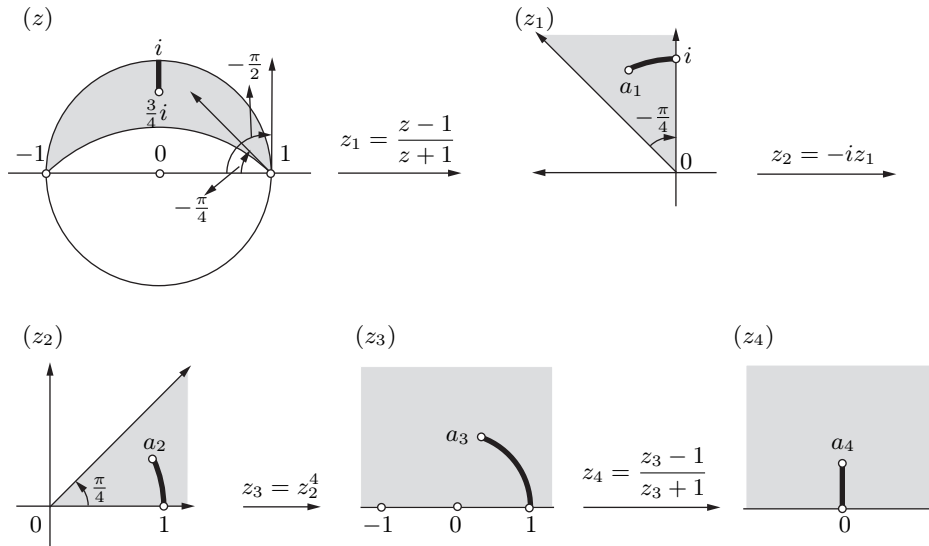 (z)
i
3/4 i
−1
0
1
−π/2
−π/4
z₁ = (z − 1)/(z + 1)
(z₁)
i
a₁
−π/4
0
z₂ = −iz₁
(z₂)
a₂
π/4
0
1
z₃ = z₂⁴
(z₃)
a₃
−1
0
1
z₄ = (z₃ − 1)/(z₃ + 1)
(z₄)
a₄
0